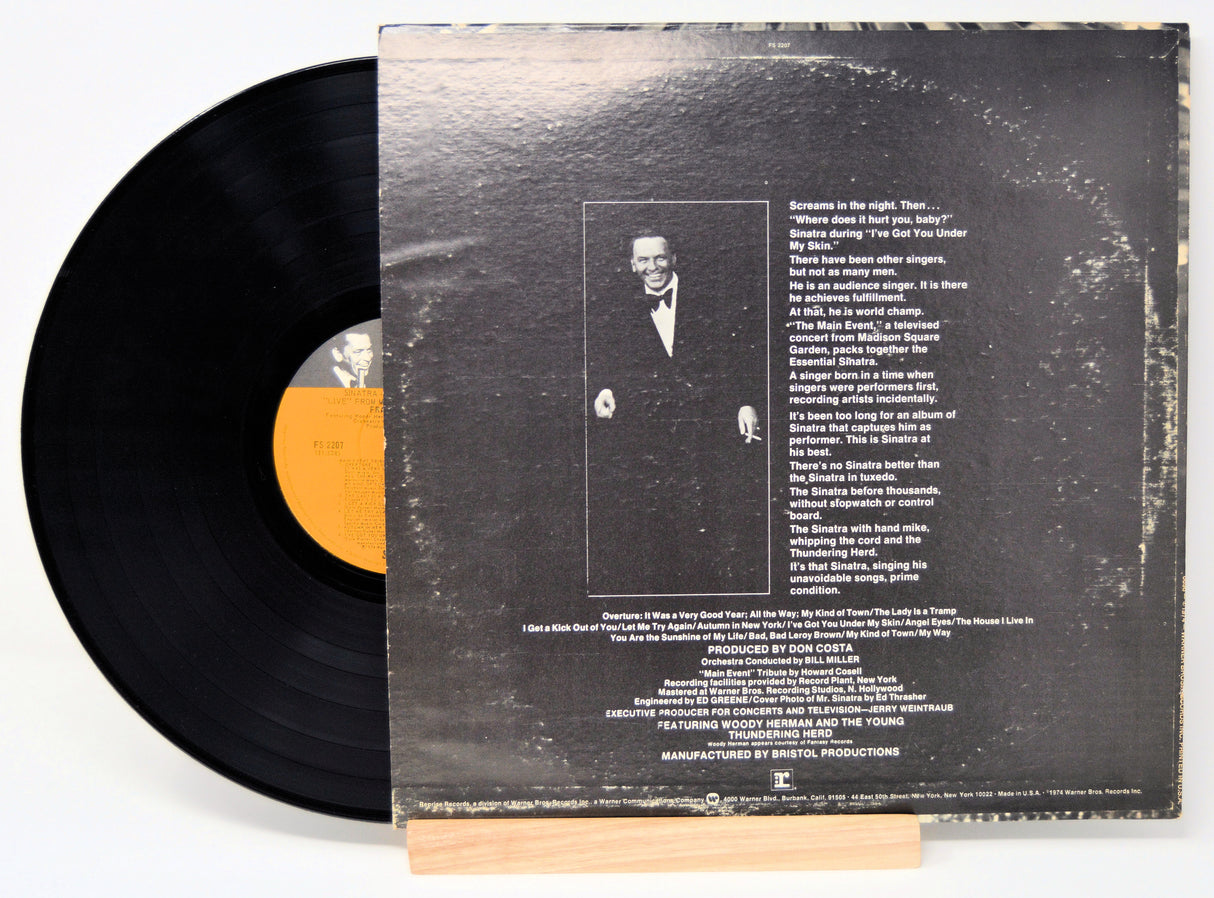 FS 2207
Screams in the night. Then...
"Where does it hurt you, baby?"
Sinatra during "I've Got You Under
My Skin."
There have been other singers,
but not as many men.
He is an audience singer. It is there
he achieves fulfillment.
At that, he is world champ.
"The Main Event," a televised
concert from Madison Square
Garden, packs together the
Essential Sinatra.
A singer born in a time when
singers were performers first,
recording artists incidentally.
It's been too long for an album of
Sinatra that captures him as
performer. This is Sinatra at
his best.
There's no Sinatra better than
the Sinatra in tuxedo.
The Sinatra before thousands,
without stopwatch or control
board.
The Sinatra with hand mike,
whipping the cord and the
Thundering Herd.
It's that Sinatra, singing his
unavoidable songs, prime
condition.
Overture: It Was a Very Good Year; All the Way; My Kind of Town/The Lady Is a Tramp
I Get a Kick Out of You/Let Me Try Again/Autumn in New York/I've Got You Under My Skin/Angel Eyes/The House I Live In
You Are the Sunshine of My Life/Bad, Bad Leroy Brown/My Kind of Town/My Way
PRODUCED BY DON COSTA
Orchestra Conducted by BILL MILLER
"Main Event" Tribute by Howard Cosell
Recording facilities provided by Record Plant, New York
Mastered at Warner Bros. Recording Studios, N. Hollywood
Engineered by ED GREENE/Cover Photo of Mr. Sinatra by Ed Thrasher
EXECUTIVE PRODUCER FOR CONCERTS AND TELEVISION—JERRY WEINTRAUB
FEATURING WOODY HERMAN AND THE YOUNG
THUNDERING HERD
Woody Herman appears courtesy of Fantasy Records
MANUFACTURED BY BRISTOL PRODUCTIONS
r:
Reprise Records, a division of Warner Bros. Records Inc., a Warner Communications Company W 4000 Warner Blvd., Burbank, Calif. 91505 · 44 East 50th Street, New York, New York 10022 · Made in U.S.A. · °1974 Warner Bros. Records Inc.
SINATRA
"LIVE" FROM
FS 2207
PRINTED IN U.S.A.